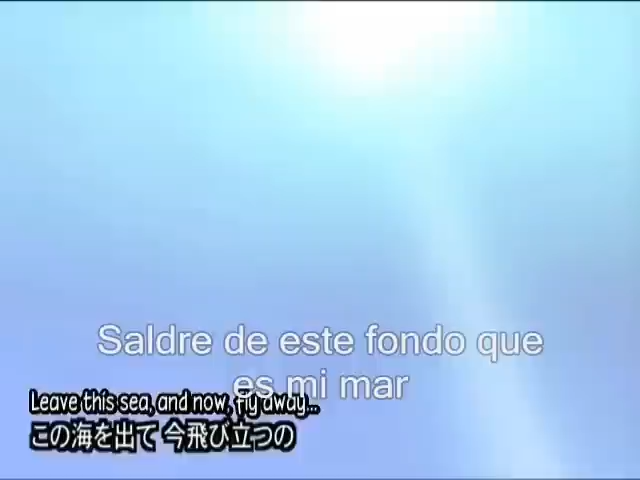 Saldre de este fondo que
es mi mar
Leave this sea, and now, fly away...
この海を出て 今飛び立つの